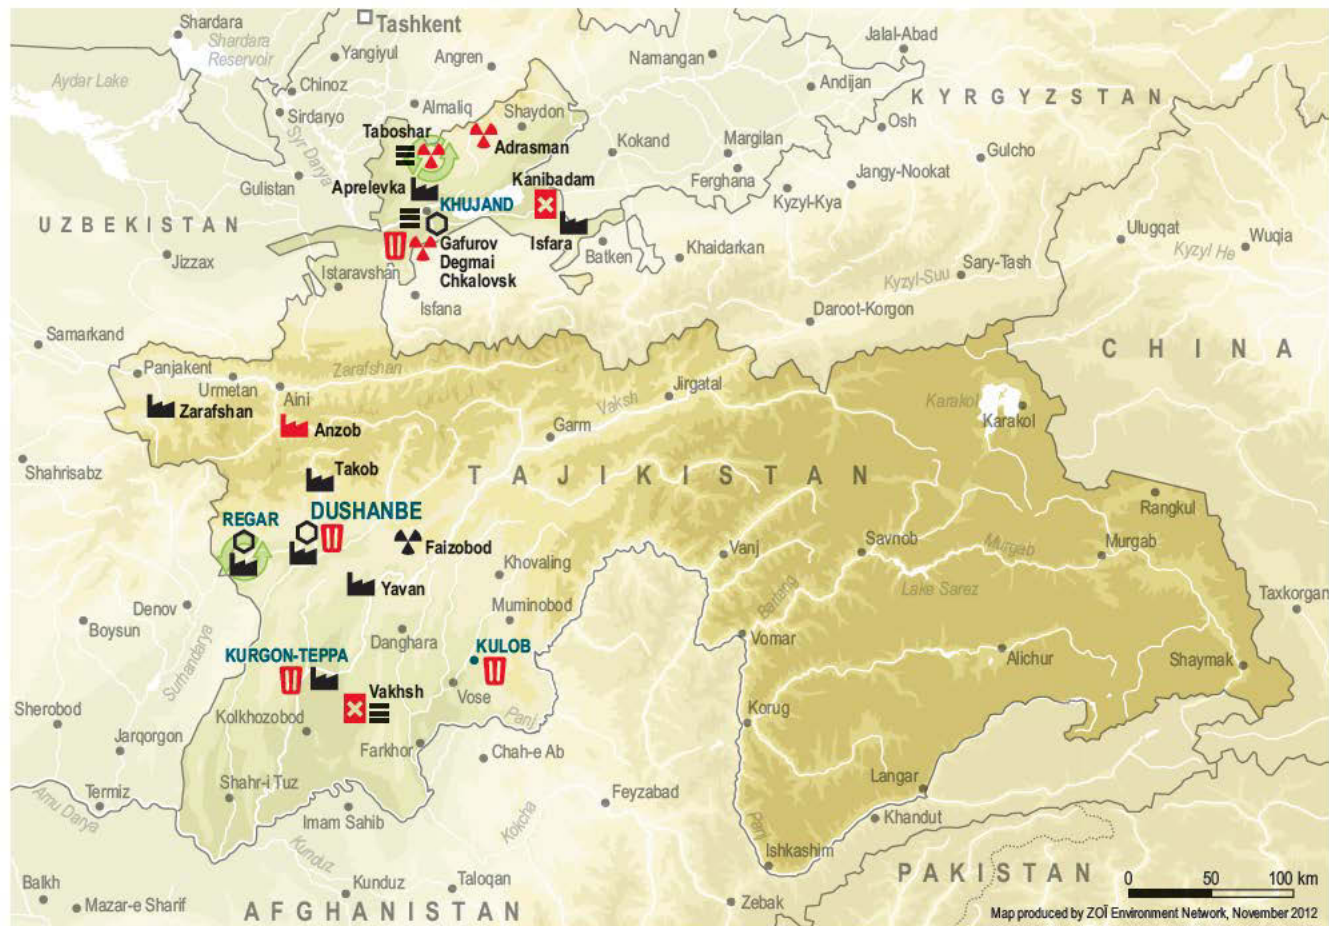 Shardara
Tashkent
Shardara
Reservoir
Yangiyul
Angren
Namangan
Jalal-Abad
Aydar Lake
Chinoz
Andijan
KYRGYZSTAN
Almaliq
Shaydon
Sirdaryo
Syr Darya
Taboshar
Adrasman
Kokand
Margilan
Osh
Gulcho
Gulistan
Aprelevka
Kanibadam
Ferghana
Jangy-Nookat
Kyzyl-Kya
KHUJAND
UZBEKISTAN
Gafurov
Degmai
Chkalovsk
Isfara
Batken
Khaidarkan
Ulugqat
Kyzyl He
Wuqia
Jizzax
Istaravshan
Isfana
Kyzyl-Suu
Sary-Tash
Daroot-Korgon
Samarkand
CHINA
Panjakent
Urmetan
Zarafshan
Aini
Jirgatal
Vaksh
Zarafshan
Anzob
Garm
Karakol
Karakol
Shahrisabz
Takob
TAJIKISTAN
Rangkul
REGAR
DUSHANBE
Faizobod
Khovaling
Vanj
Savnob
Murgab
Murgab
Yavan
Bartang
Lake Sarez
Taxkorgan
Denov
Boysun
Muminobod
Danghara
Vomar
Surhandarya
KURGON-TEPPA
KULOB
Alichur
Shaymak
Vakhsh
Vose
Sherobod
Kolkhozobod
Panj
Korug
Jarqorgon
Farkhor
Chah-e Ab
Shahr-i Tuz
Langar
Termiz
Amu Darya
Imam Sahib
Kokcha
Feyzabad
Panj
Khandut
Kunduz
Ishkashim
PAKISTAN
Balkh
Kunduz
Taloqan
0 50 100 km
Mazar-e Sharif
AFGHANISTAN
Zebak
Map produced by ZOÏ Environment Network, November 2012